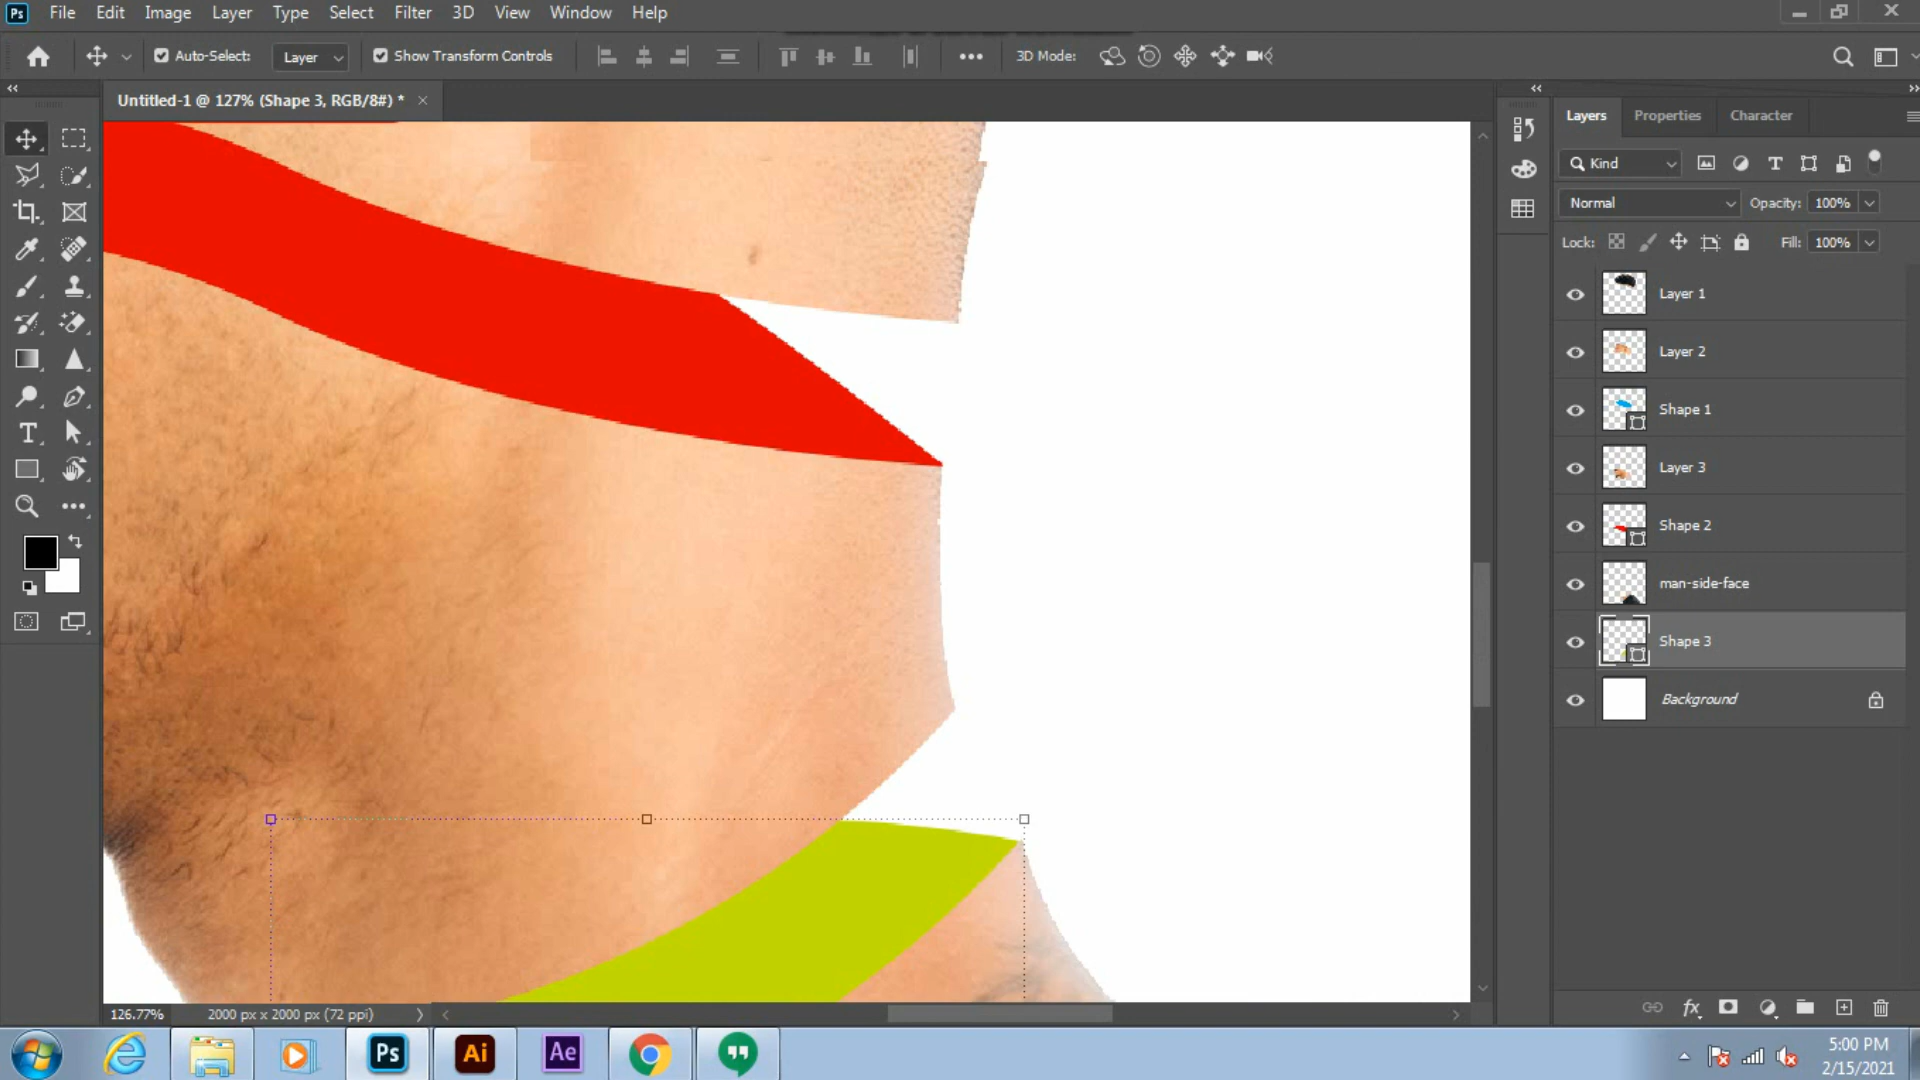 Ps File Edit Image Layer Type Select Filter 3D View Window Help
Auto-Select: Layer Show Transform Controls 3D Mode:
Untitled-1 @ 127% (Shape 3, RGB/8#) *
Layers Properties Character
Kind
Normal Opacity: 100%
Lock: Fill: 100%
Layer 1
Layer 2
Shape 1
Layer 3
Shape 2
man-side-face
Shape 3
Background
126.77% 2000 px x 2000 px (72 ppi)
Ps Ai Ae
5:00 PM
2/15/2021